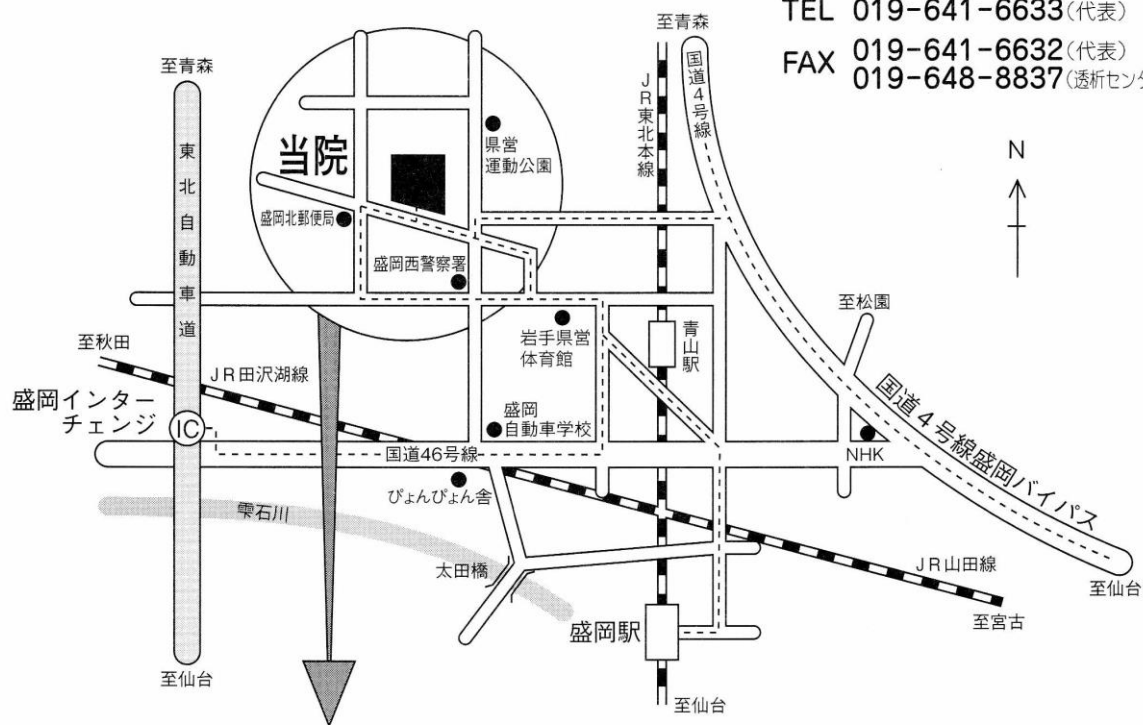 TEL 019-641-6633(代表)
FAX 019-641-6632(代表)
019-648-8837(透析センタ
至青森
至青森
国道4号線
JR東北本線
N
東北自動車道
当院
県営
運動公園
盛岡北郵便局
盛岡西警察署
至松園
至秋田
岩手県営
体育館
青山駅
JR田沢湖線
盛岡インター
チェンジ
IC
盛岡
自動車学校
国道4号線盛岡バイパス
国道46号線
NHK
ぴょんぴょん舎
雫石川
太田橋
JR山田線
至仙台
盛岡駅
至宮古
至仙台
至仙台